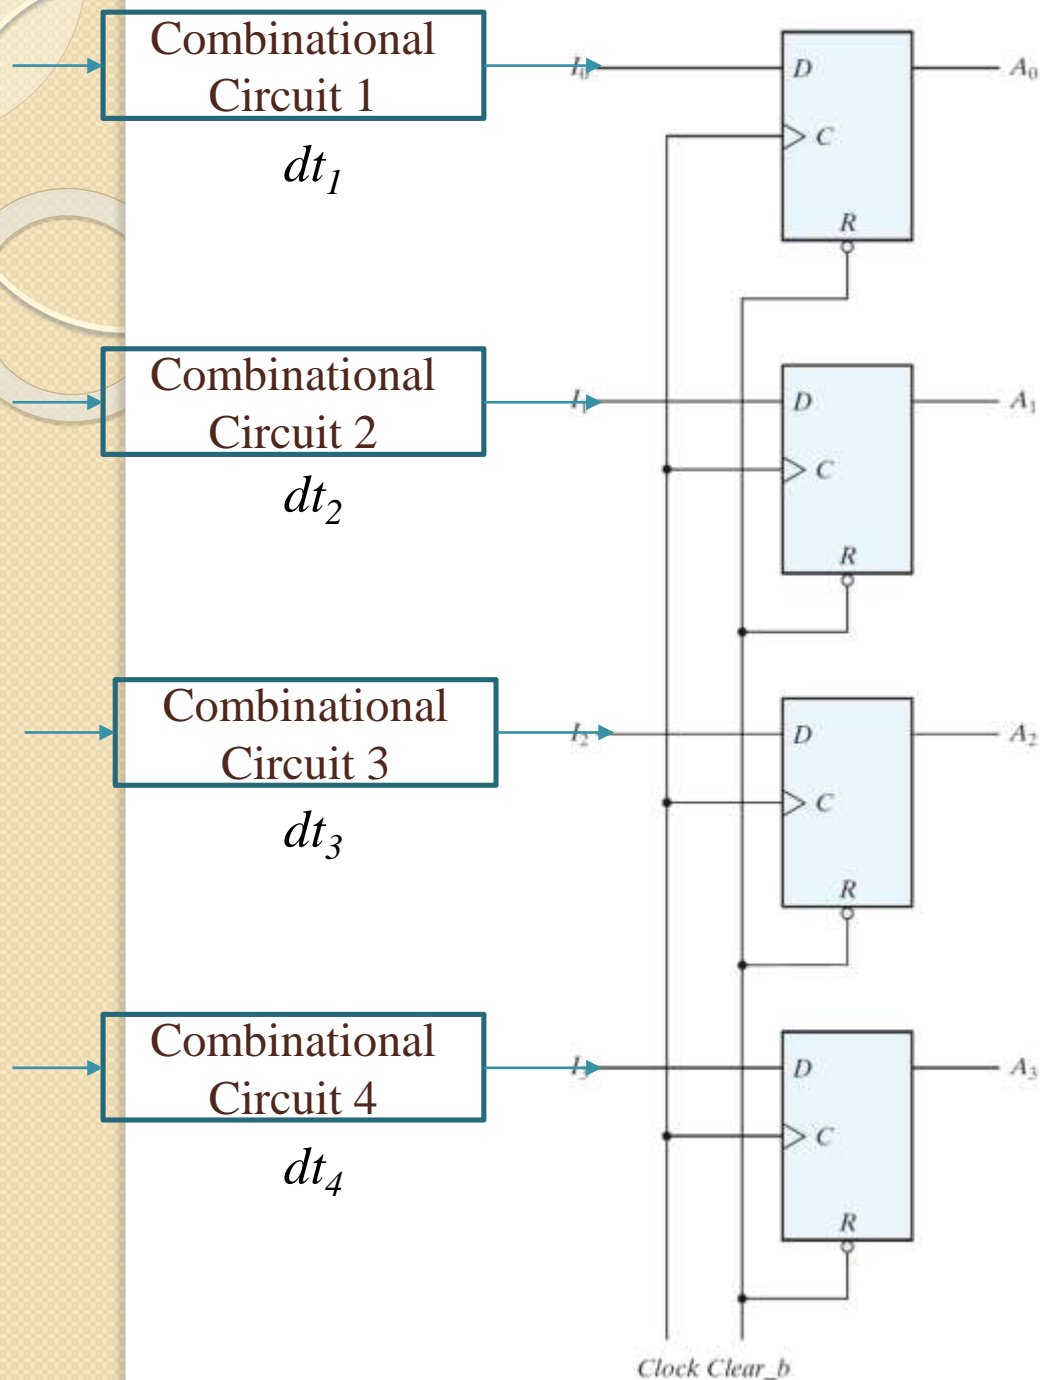 Combinational
Circuit 1
dt1
I0
D
A0
C
R
Combinational
Circuit 2
dt2
I1
D
A1
C
R
Combinational
Circuit 3
dt3
I2
D
A2
C
R
Combinational
Circuit 4
dt4
I3
D
A3
C
R
Clock Clear_b